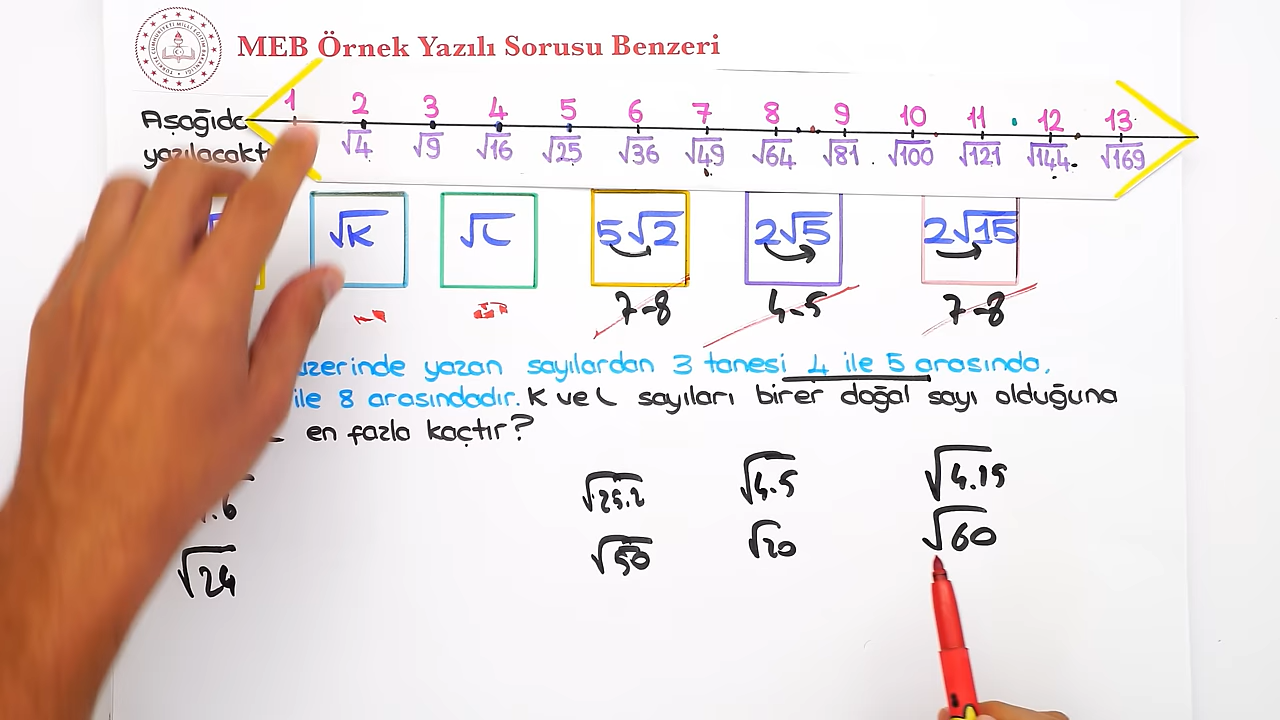 MEB Örnek Yazılı Sorusu Benzeri
Aşağıda
yazılacaktı
1 2 3 4 5 6 7 8 9 10 11 12 13
√4 √9 √16 √25 √36 √49 √64 √81 √100 √121 √144 √169
√K √L 5√2 2√5 2√15
7-8 4-5 7-8
üzerinde yazan sayılardan 3 tanesi 4 ile 5 arasında,
ile 8 arasındadır. K ve L sayıları birer doğal sayı olduğuna
en fazla kaçtır?
√25.2 √4.5 √4.15
√24 √50 √20 √60